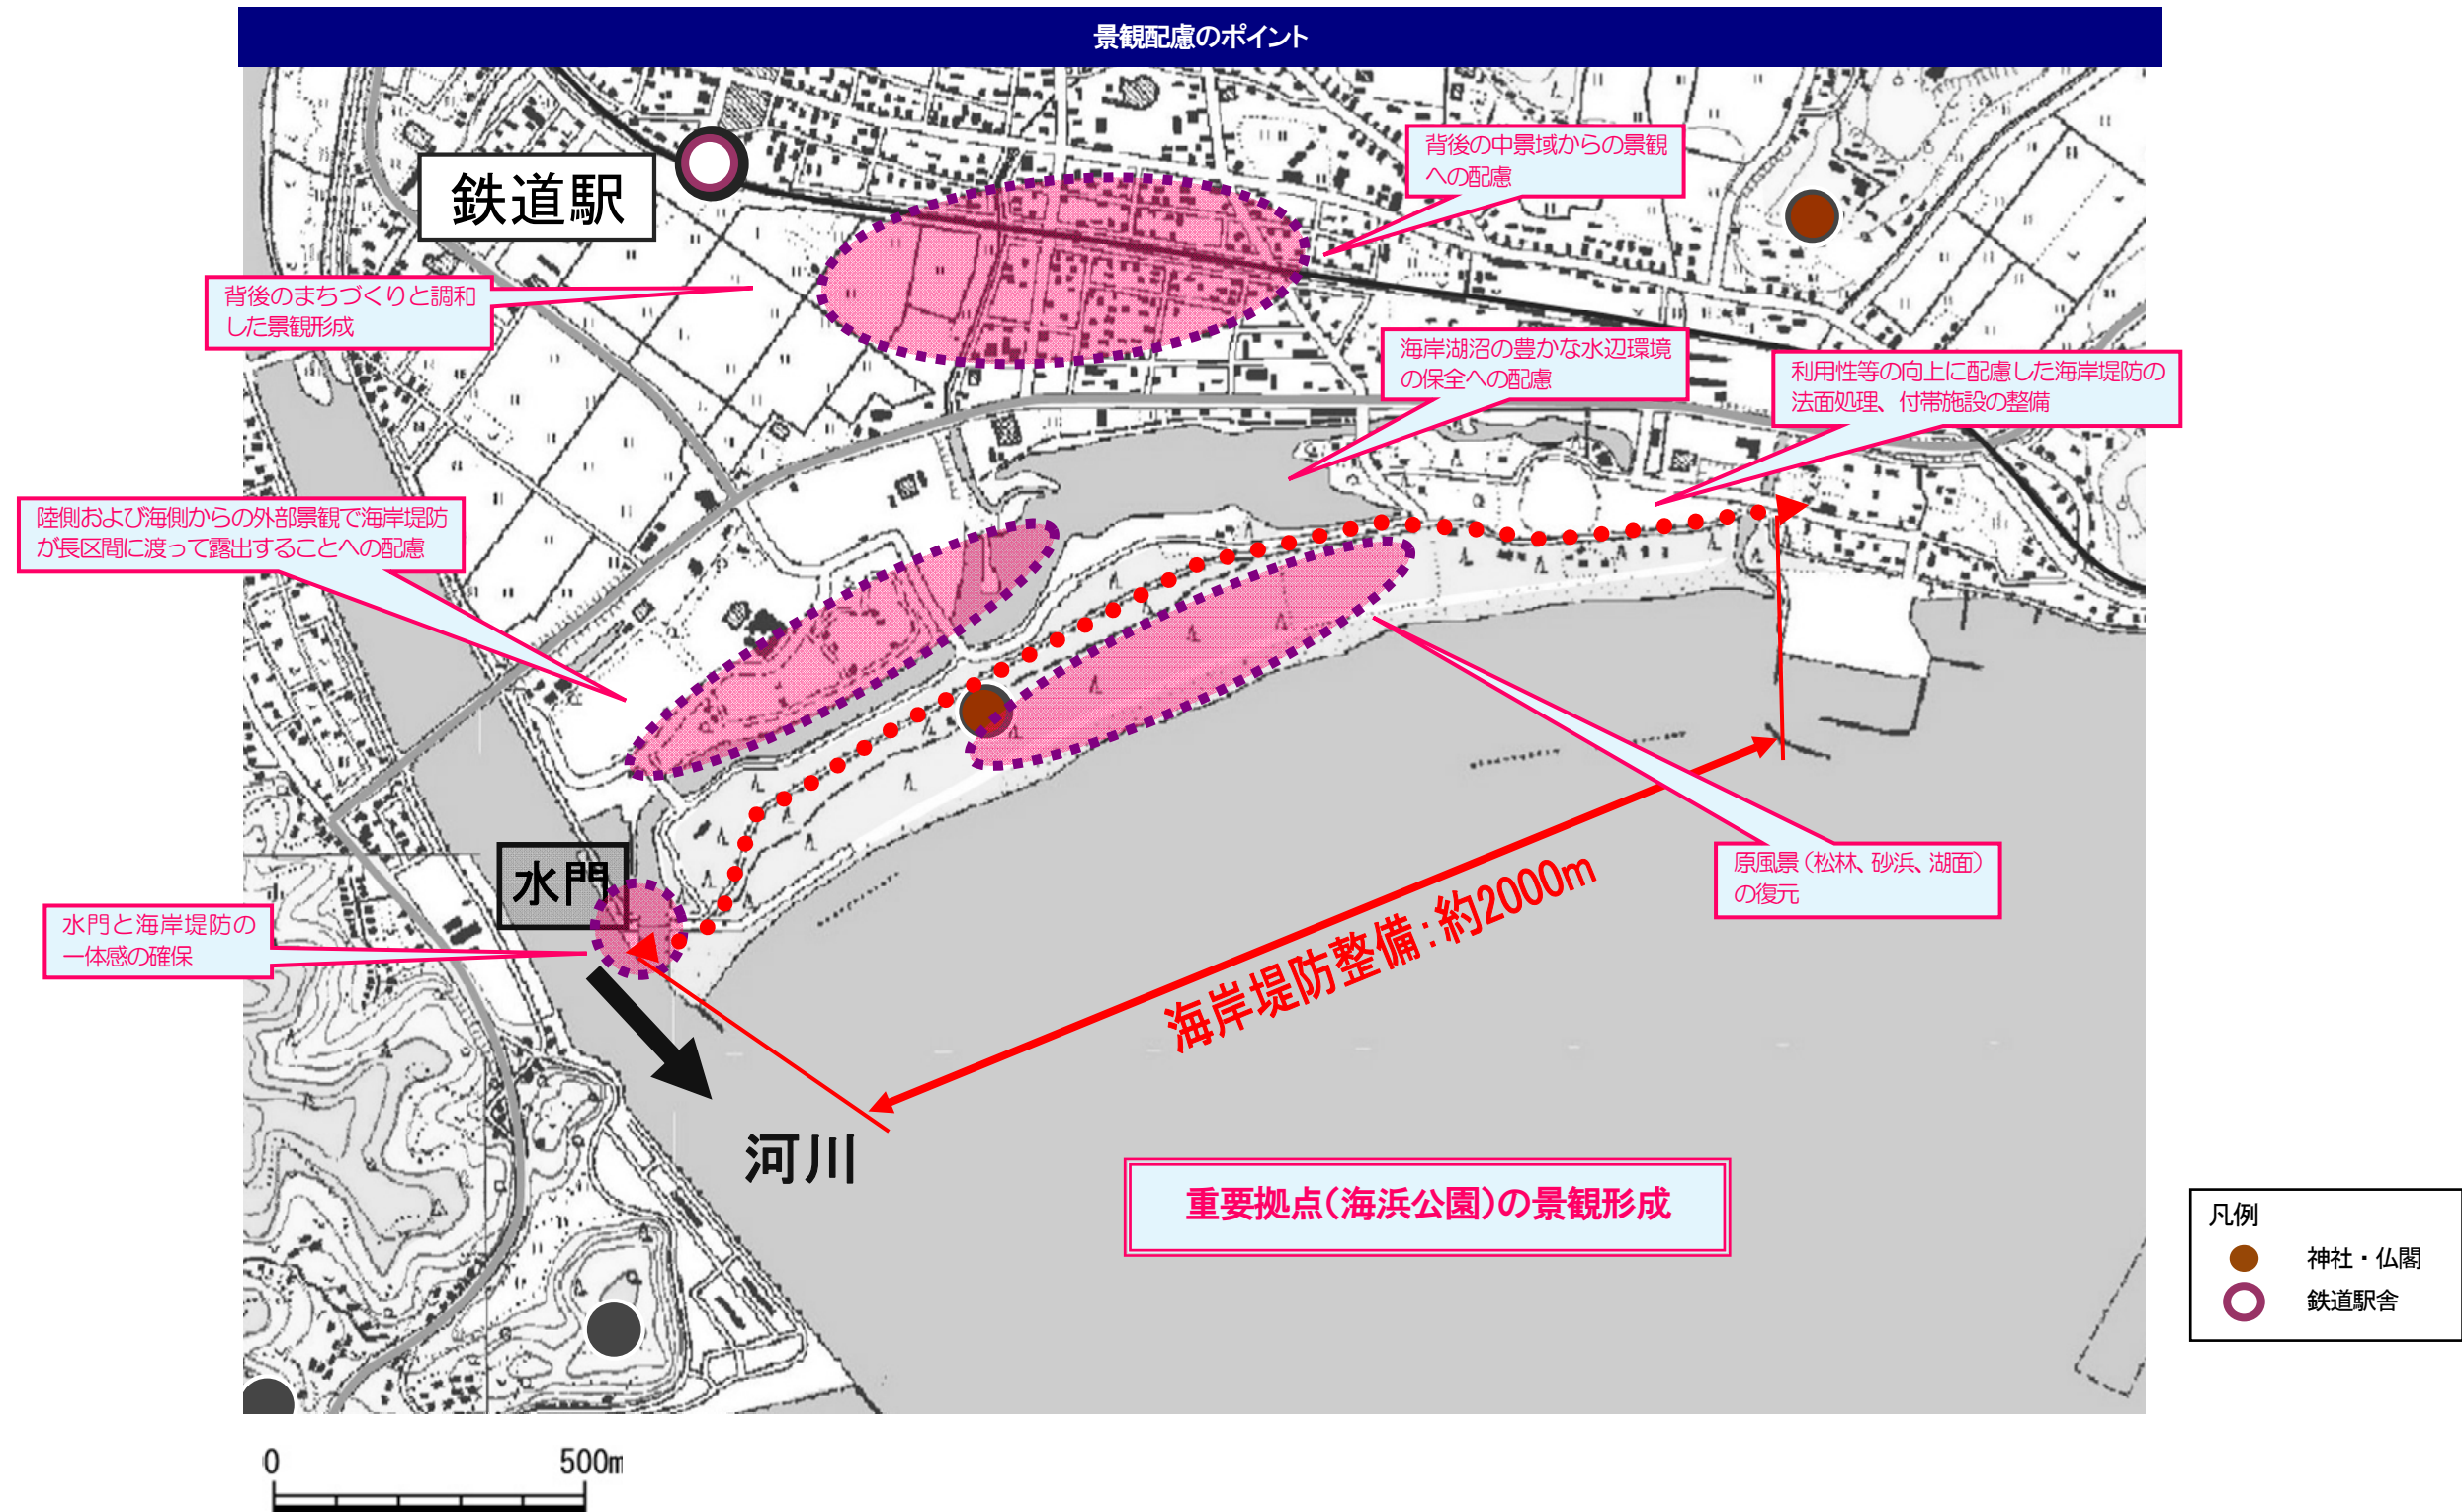 景観配慮のポイント
背後の中景域からの景観
への配慮
鉄道駅
背後のまちづくりと調和
した景観形成
海岸湖沼の豊かな水辺環境
の保全への配慮
利用性等の向上に配慮した海岸堤防の
法面処理、付帯施設の整備
陸側および海側からの外部景観で海岸堤防
が長区間に渡って露出することへの配慮
水門
原風景（松林、砂浜、湖面）
の復元
水門と海岸堤防の
一体感の確保
海岸堤防整備：約2000m
河川
重要拠点（海浜公園）の景観形成
凡例
神社・仏閣
鉄道駅舎
0 500m